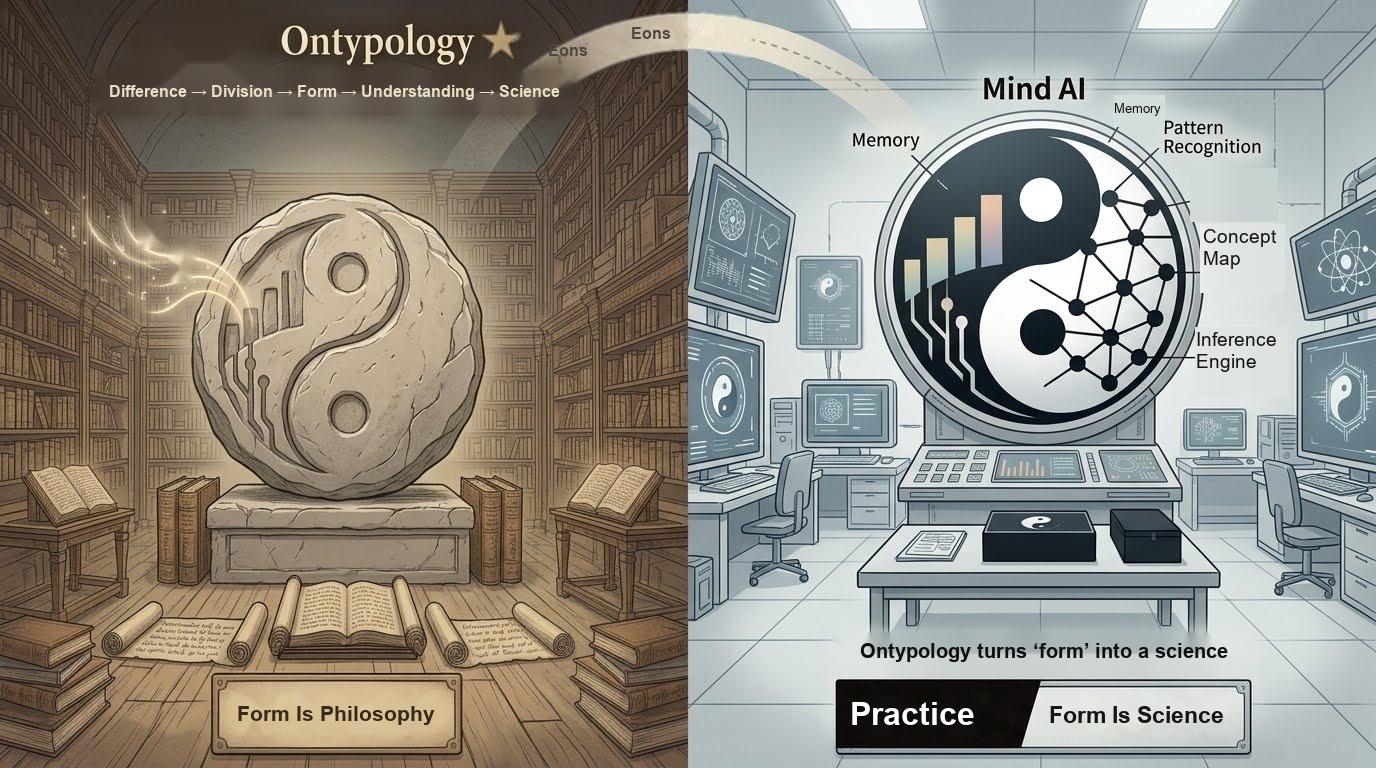 Ontypology
Eons
Eons
Difference → Division → Form → Understanding → Science
Form Is Philosophy
Mind AI
Memory
Memory
Pattern
Recognition
Concept
Map
Inference
Engine
Ontypology turns ‘form’ into a science
Practice
Form Is Science